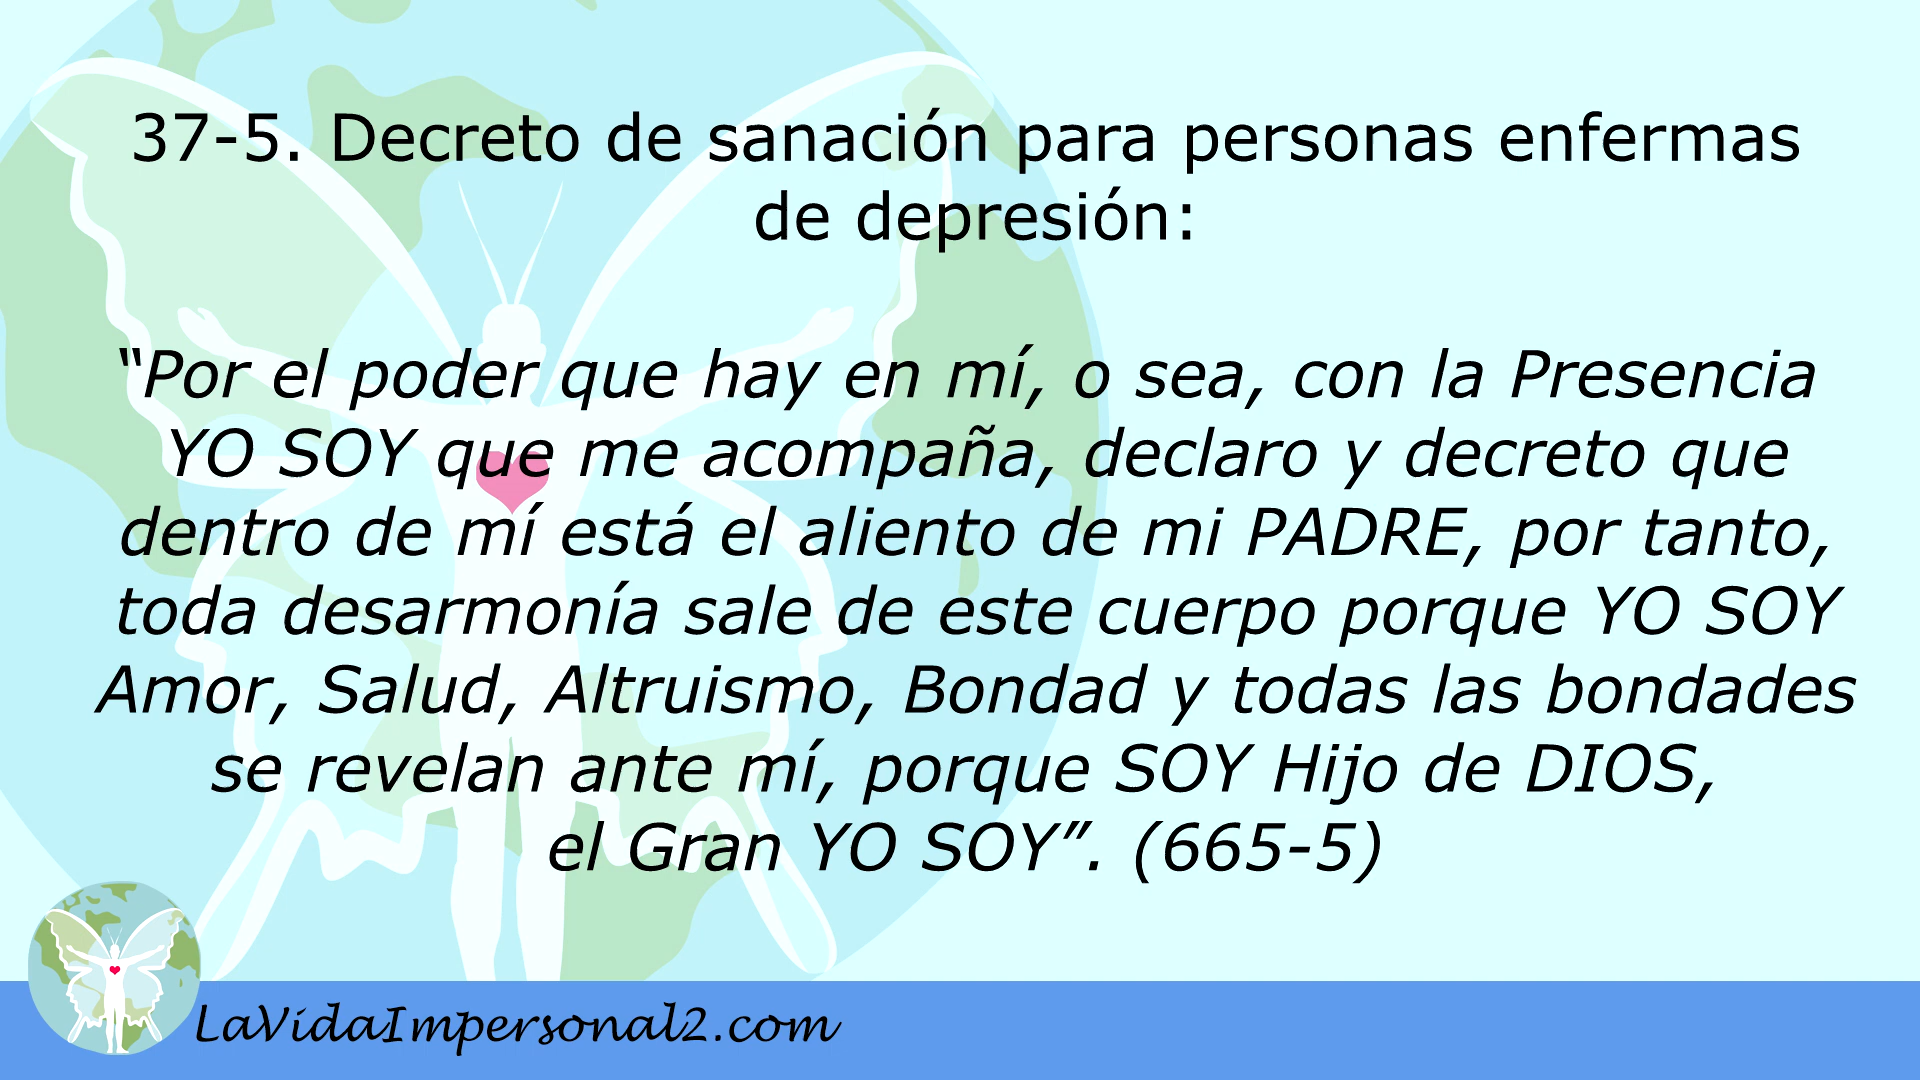 37-5. Decreto de sanación para personas enfermas
de depresión:
“Por el poder que hay en mí, o sea, con la Presencia
YO SOY que me acompaña, declaro y decreto que
dentro de mí está el aliento de mi PADRE, por tanto,
toda desarmonía sale de este cuerpo porque YO SOY
Amor, Salud, Altruismo, Bondad y todas las bondades
se revelan ante mí, porque SOY Hijo de DIOS,
el Gran YO SOY”. (665-5)
LaVidaImpersonal2.com